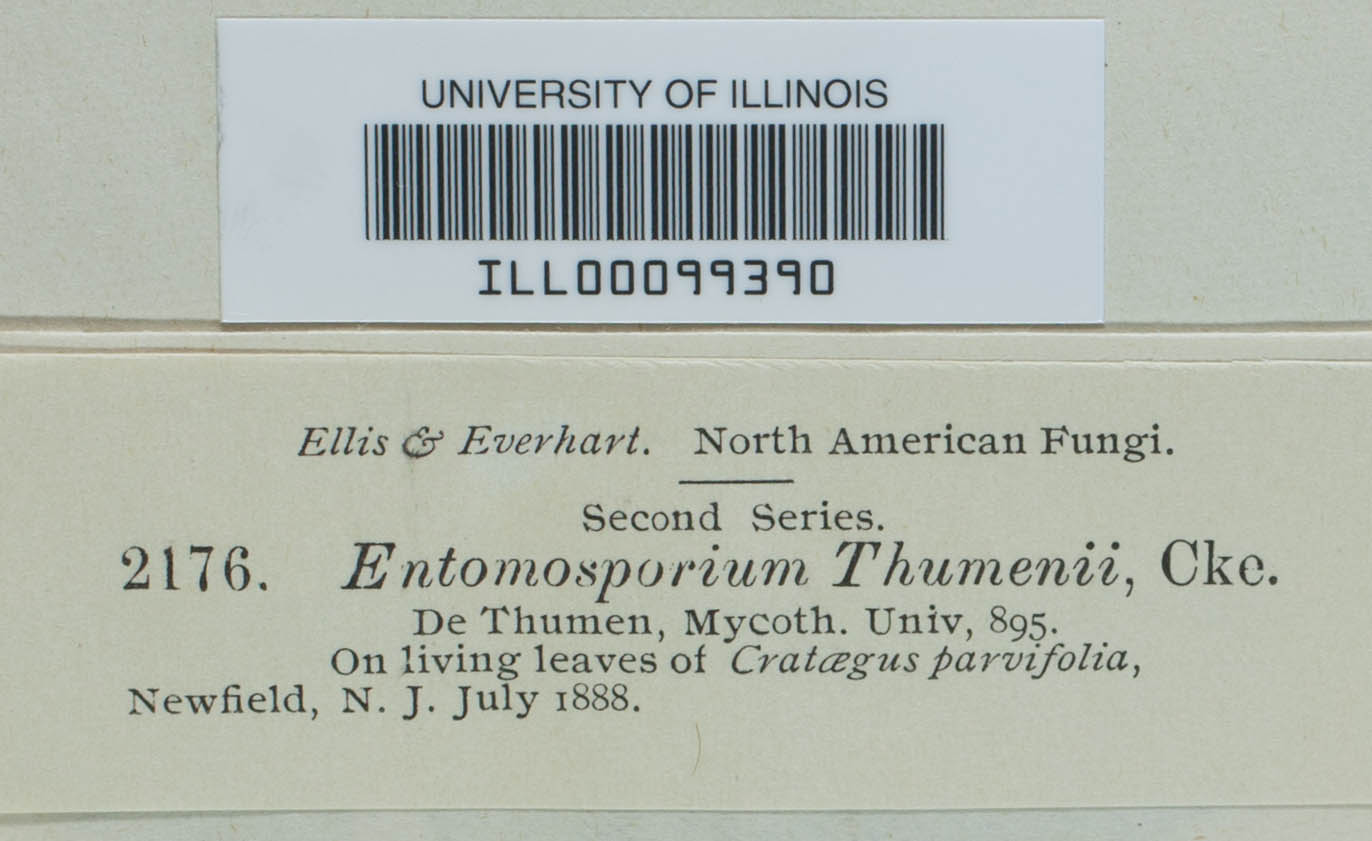 UNIVERSITY OF ILLINOIS
ILL00099390
Ellis & Everhart. North American Fungi.
Second Series.
2176. Entomosporium Thumenii, Cke.
De Thumen, Mycoth. Univ, 895.
On living leaves of Cratægus parvifolia,
Newfield, N. J. July 1888.